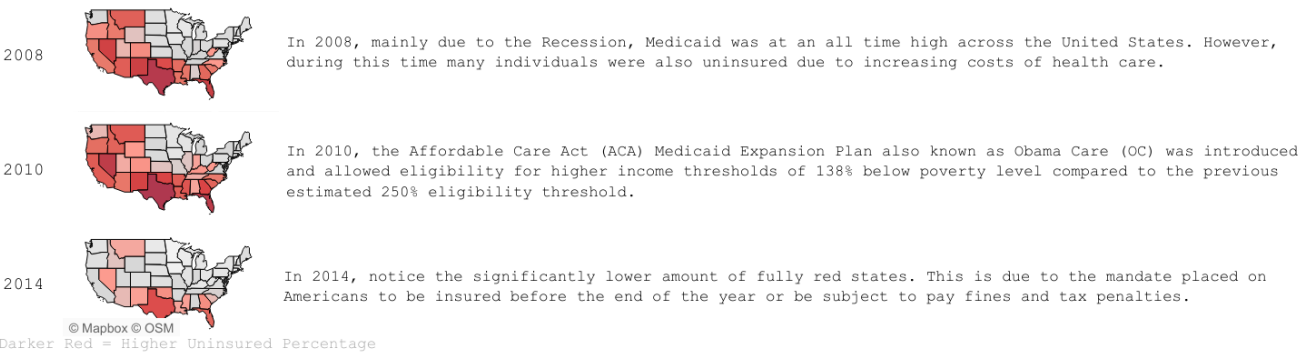 2008
In 2008, mainly due to the Recession, Medicaid was at an all time high across the United States. However,
during this time many individuals were also uninsured due to increasing costs of health care.
2010
In 2010, the Affordable Care Act (ACA) Medicaid Expansion Plan also known as Obama Care (OC) was introduced
and allowed eligibility for higher income thresholds of 138% below poverty level compared to the previous
estimated 250% eligibility threshold.
2014
In 2014, notice the significantly lower amount of fully red states. This is due to the mandate placed on
Americans to be insured before the end of the year or be subject to pay fines and tax penalties.
© Mapbox © OSM
Darker Red = Higher Uninsured Percentage